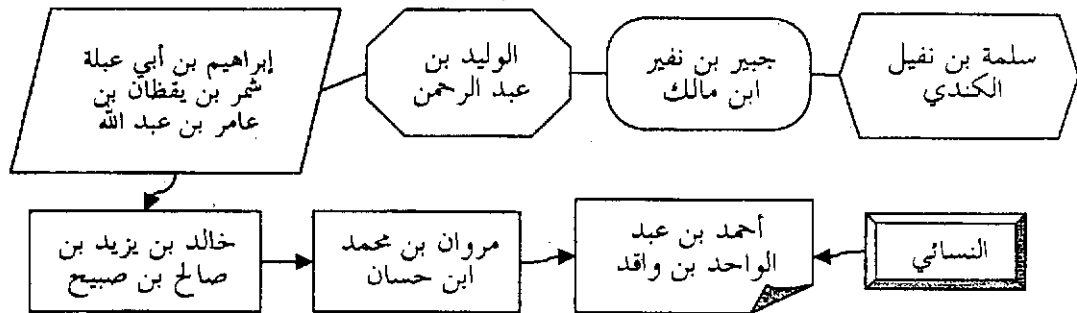 سلمة بن نفيل
الكندي
جبير بن نفير
ابن مالك
الوليد بن
عبد الرحمن
إبراهيم بن أبي عبلة
شمر بن يقظان بن
عامر بن عبد الله
خالد بن يزيد بن
صالح بن صبيح
مروان بن محمد
ابن حسان
أحمد بن عبد
الواحد بن واقد
النسائي